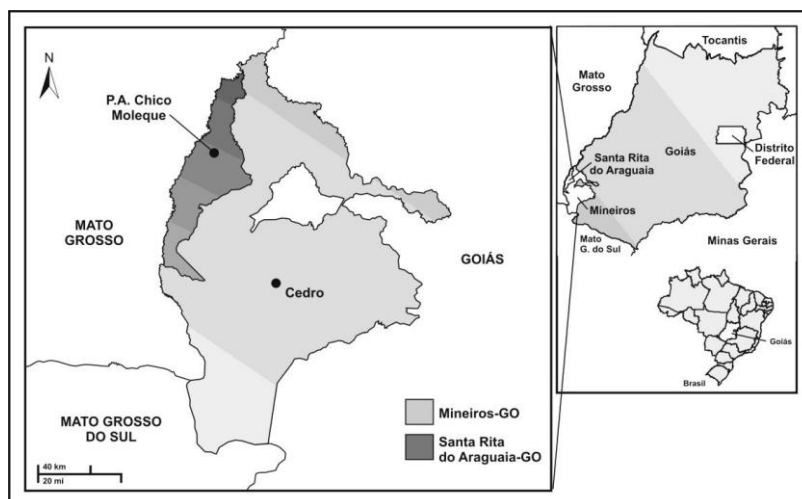 N
P.A. Chico
Moleque
MATO
GROSSO
GOIÁS
Cedro
MATO GROSSO
DO SUL
Mineiros-GO
Santa Rita
do Araguaia-GO
40 km
20 mi
Tocantis
Mato
Grosso
Goiás
Distrito
Federal
Santa Rita
do Araguaia
Mineiros
Mato
G. do Sul
Minas Gerais
Goiás
Brasil